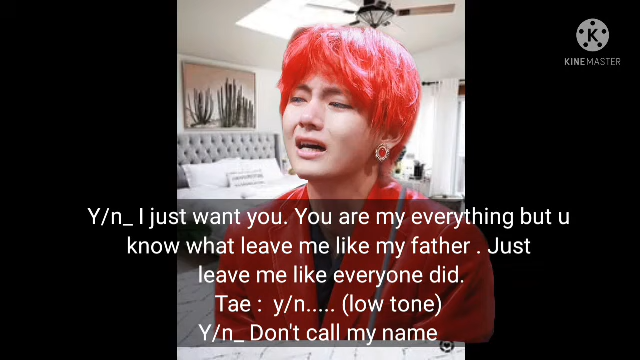 K
KINEMASTER
Y/n_ I just want you. You are my everything but u
know what leave me like my father . Just
leave me like everyone did.
Tae : y/n..... (low tone)
Y/n_ Don't call my name